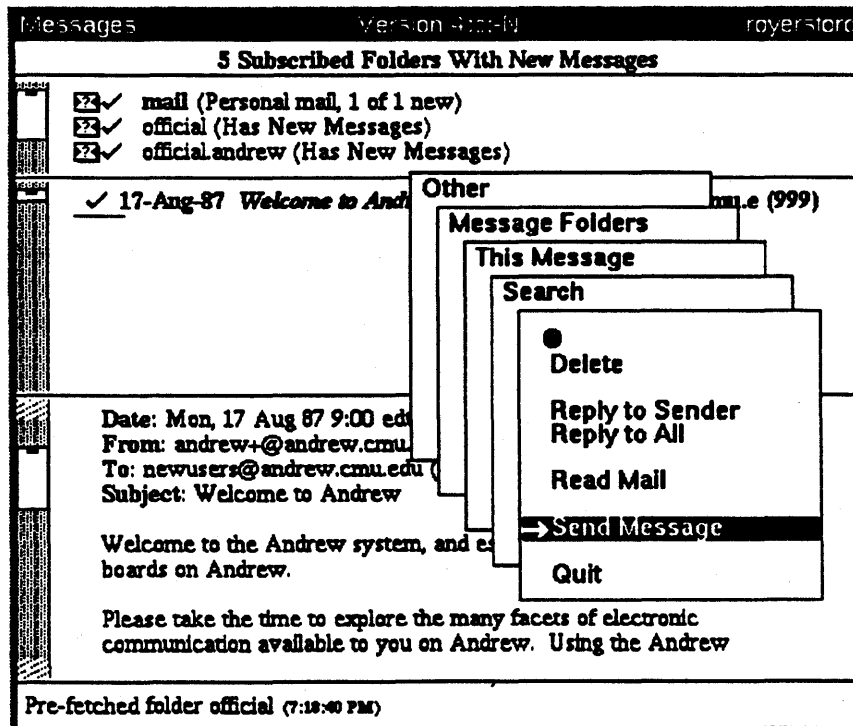 Messages Version royersford
5 Subscribed Folders With New Messages
mail (Personal mail, 1 of 1 new)
official (Has New Messages)
official.andrew (Has New Messages)
17-Aug-87 Welcome to (999)
Other
Message Folders
This Message
Search
Delete
Reply to Sender
Reply to All
Read Mail
Send Message
Quit
Date: Mon, 17 Aug 87 9:00
From: andrew+@andrew.cmu.
To: newusers@andrew.cmu.edu (
Subject: Welcome to Andrew
Welcome to the Andrew system, and
boards on Andrew.
Please take the time to explore the many facets of electronic
communication available to you on Andrew. Using the Andrew
Pre-fetched folder official (7:18:40 PM)